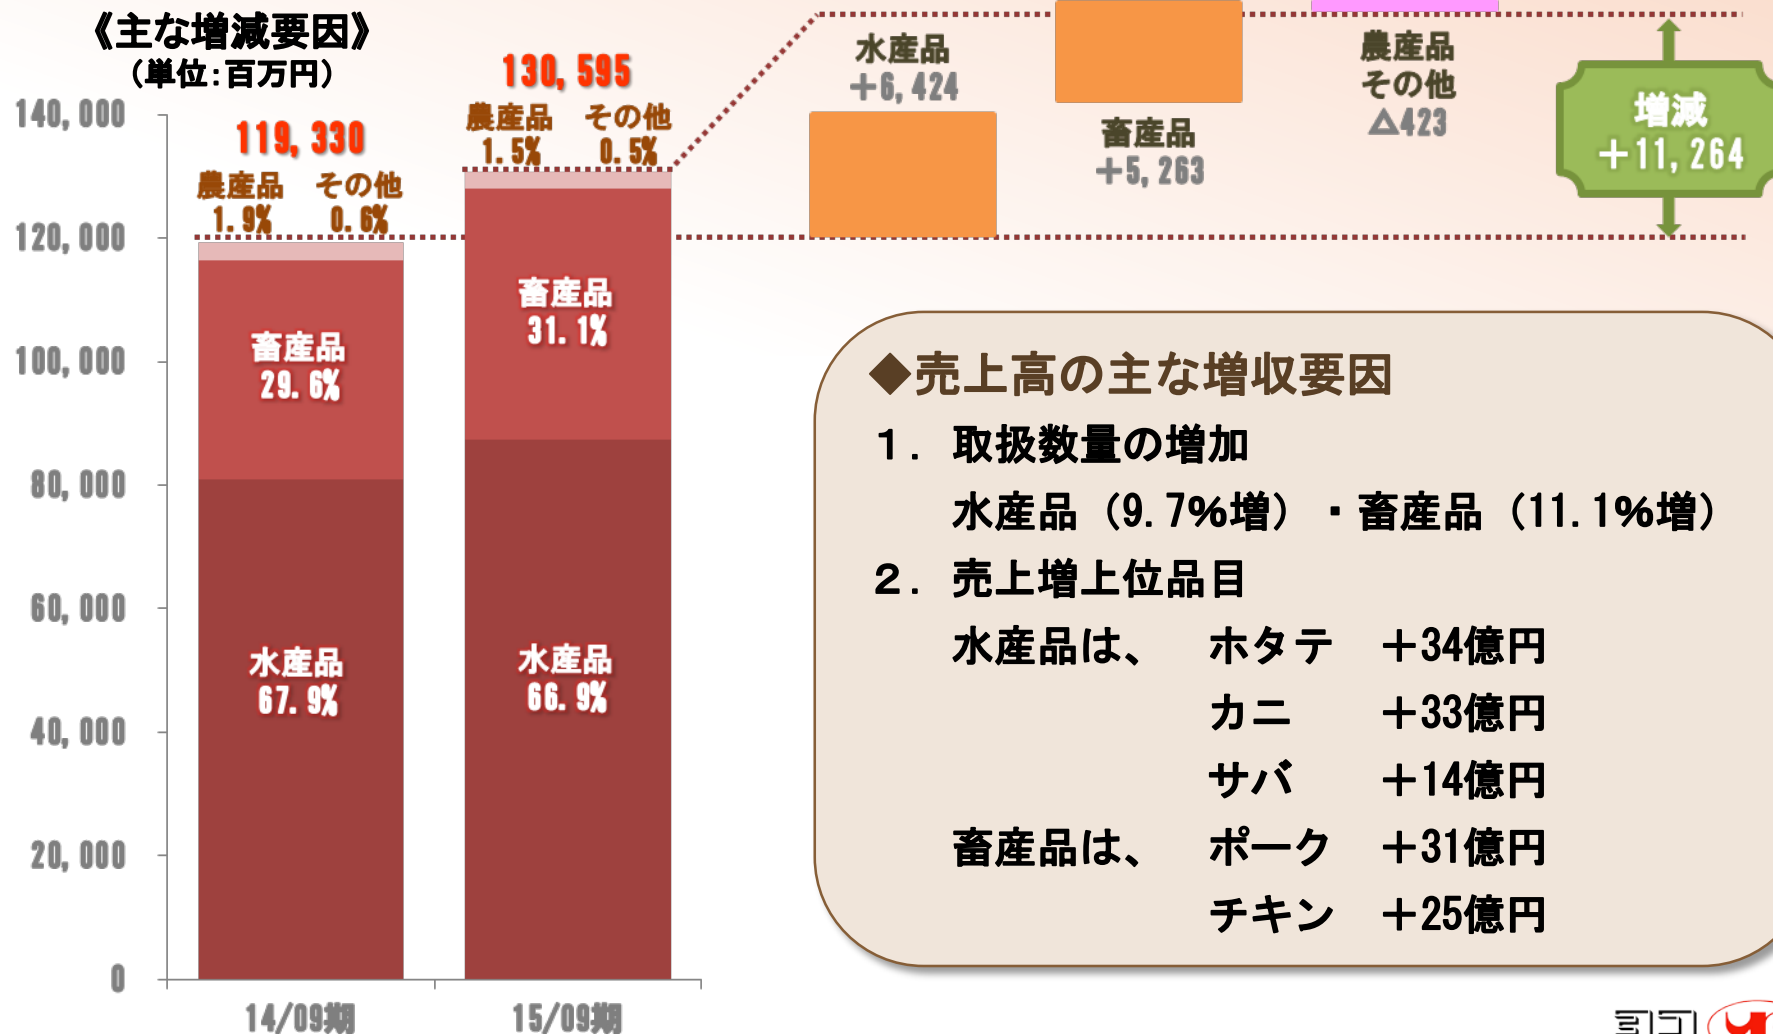 《主な増減要因》
（単位：百万円）
140,000
120,000
100,000
80,000
60,000
40,000
20,000
0
119,330
農産品 その他
1.9% 0.6%
畜産品
29.6%
水産品
67.9%
14/09期
130,595
農産品 その他
1.5% 0.5%
畜産品
31.1%
水産品
66.9%
15/09期
水産品
＋6,424
畜産品
＋5,263
農産品
その他
△423
増減
＋11,264
◆売上高の主な増収要因
１．取扱数量の増加
水産品（9.7%増）・畜産品（11.1%増）
２．売上増上位品目
水産品は、 ホタテ ＋34億円
カニ ＋33億円
サバ ＋14億円
畜産品は、 ポーク ＋31億円
チキン ＋25億円